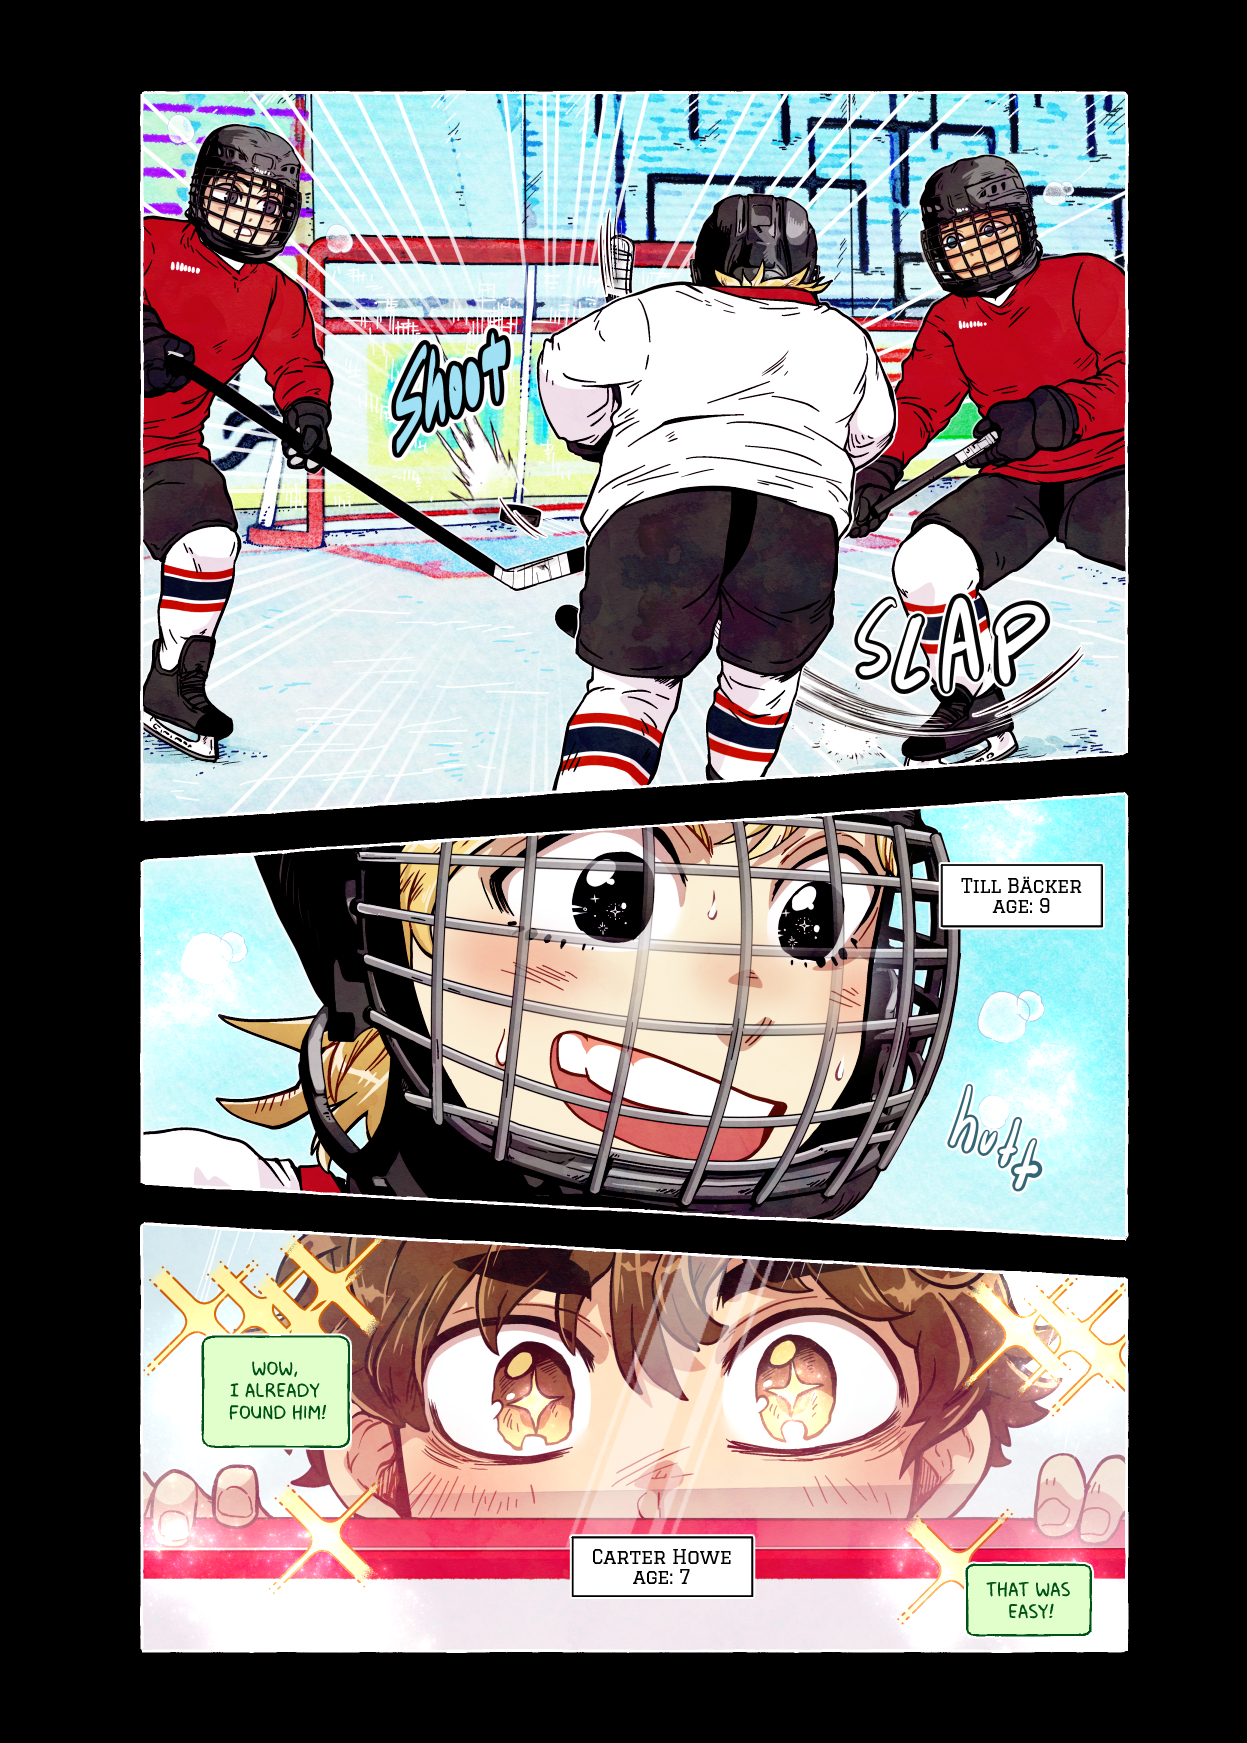 Shoot
SLAP
TILL BÄCKER
AGE: 9
huff
WOW,
I ALREADY
FOUND HIM!
CARTER HOWE
AGE: 7
THAT WAS
EASY!